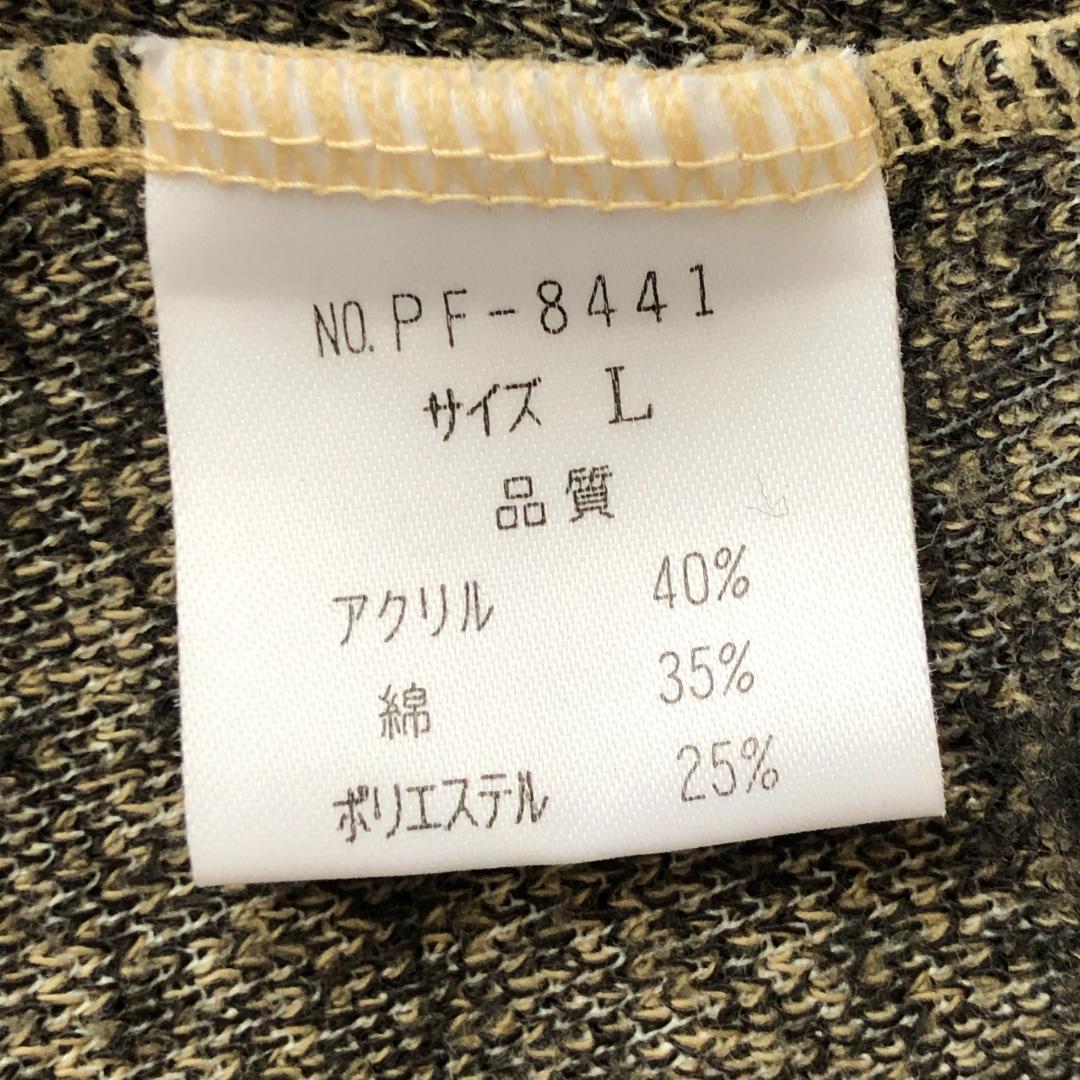 NO.PF-8441
サイズ L
品質
アクリル 40%
綿 35%
ポリエステル 25%